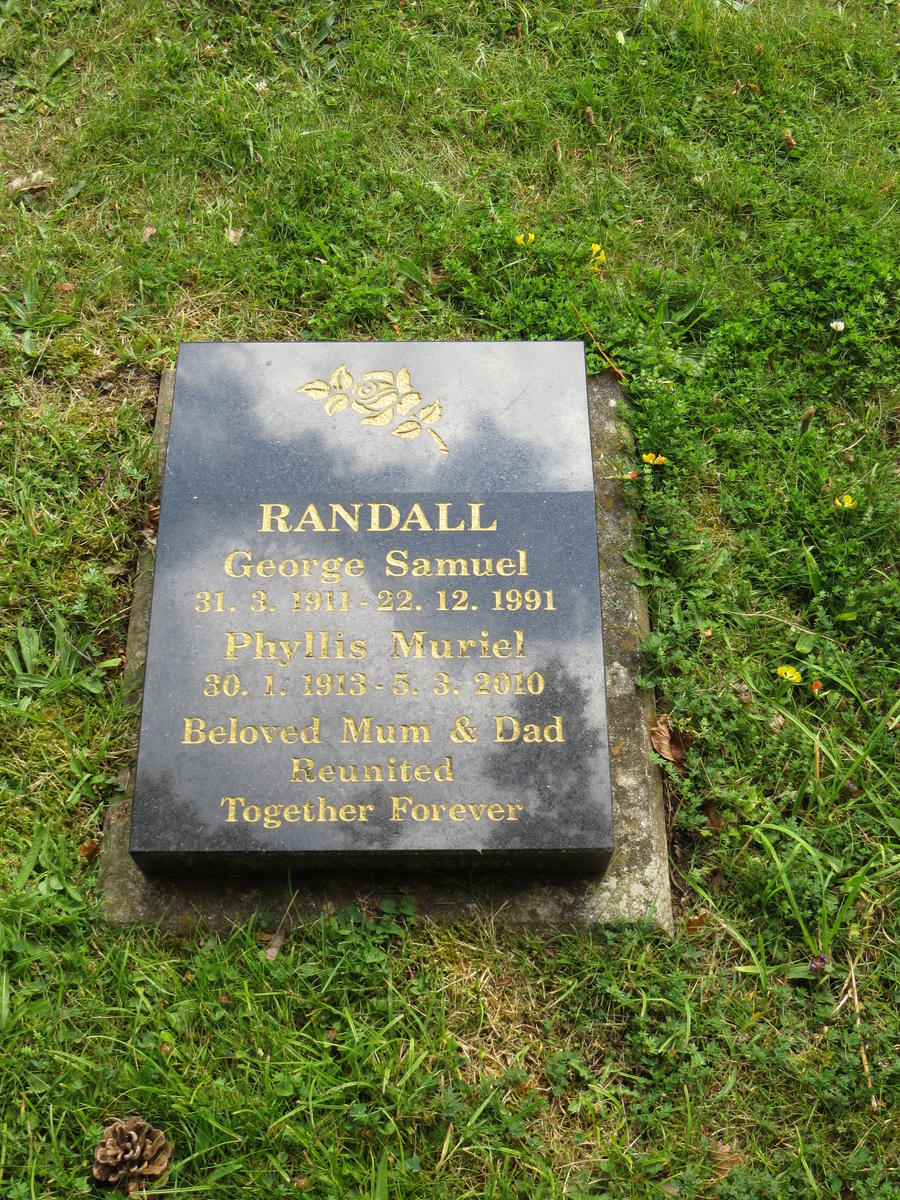 RANDALL
George Samuel
31. 3. 1911 - 22. 12. 1991
Phyllis Muriel
30. 1. 1913 - 5. 3. 2010
Beloved Mum & Dad
Reunited
Together Forever